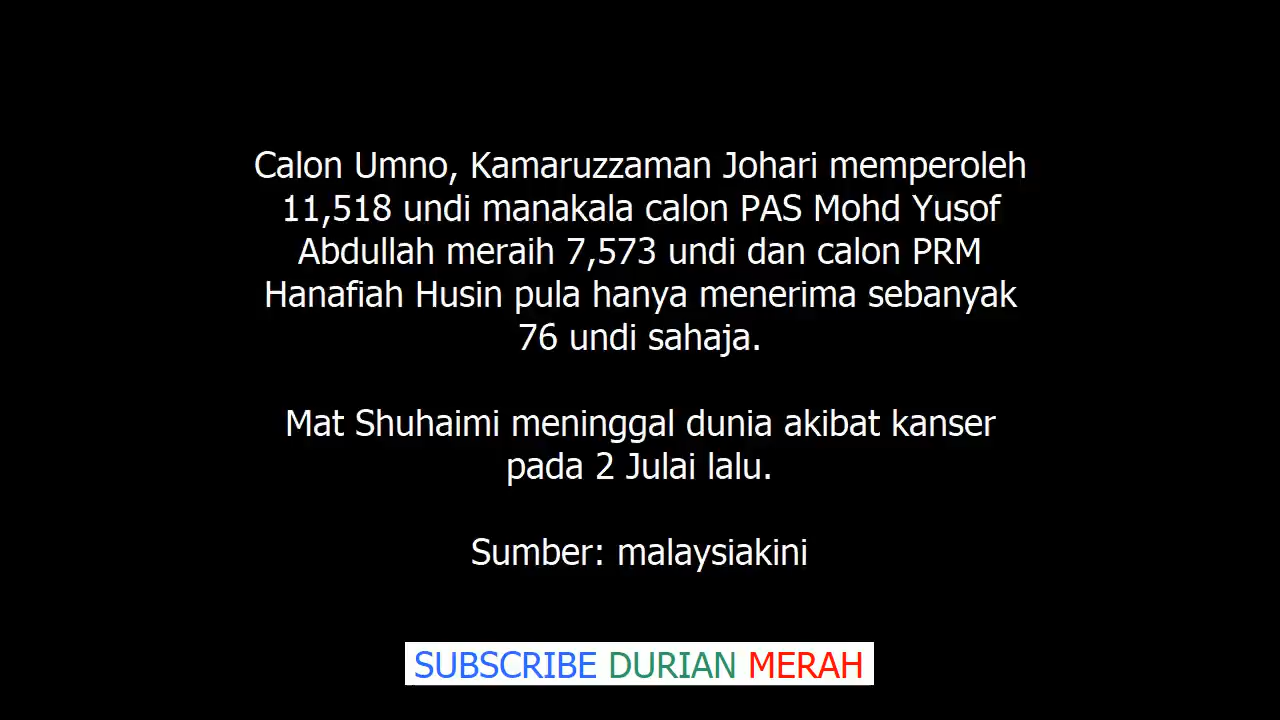 Calon Umno, Kamaruzzaman Johari memperoleh
11,518 undi manakala calon PAS Mohd Yusof
Abdullah meraih 7,573 undi dan calon PRM
Hanafiah Husin pula hanya menerima sebanyak
76 undi sahaja.
Mat Shuhaimi meninggal dunia akibat kanser
pada 2 Julai lalu.
Sumber: malaysiakini
SUBSCRIBE DURIAN MERAH